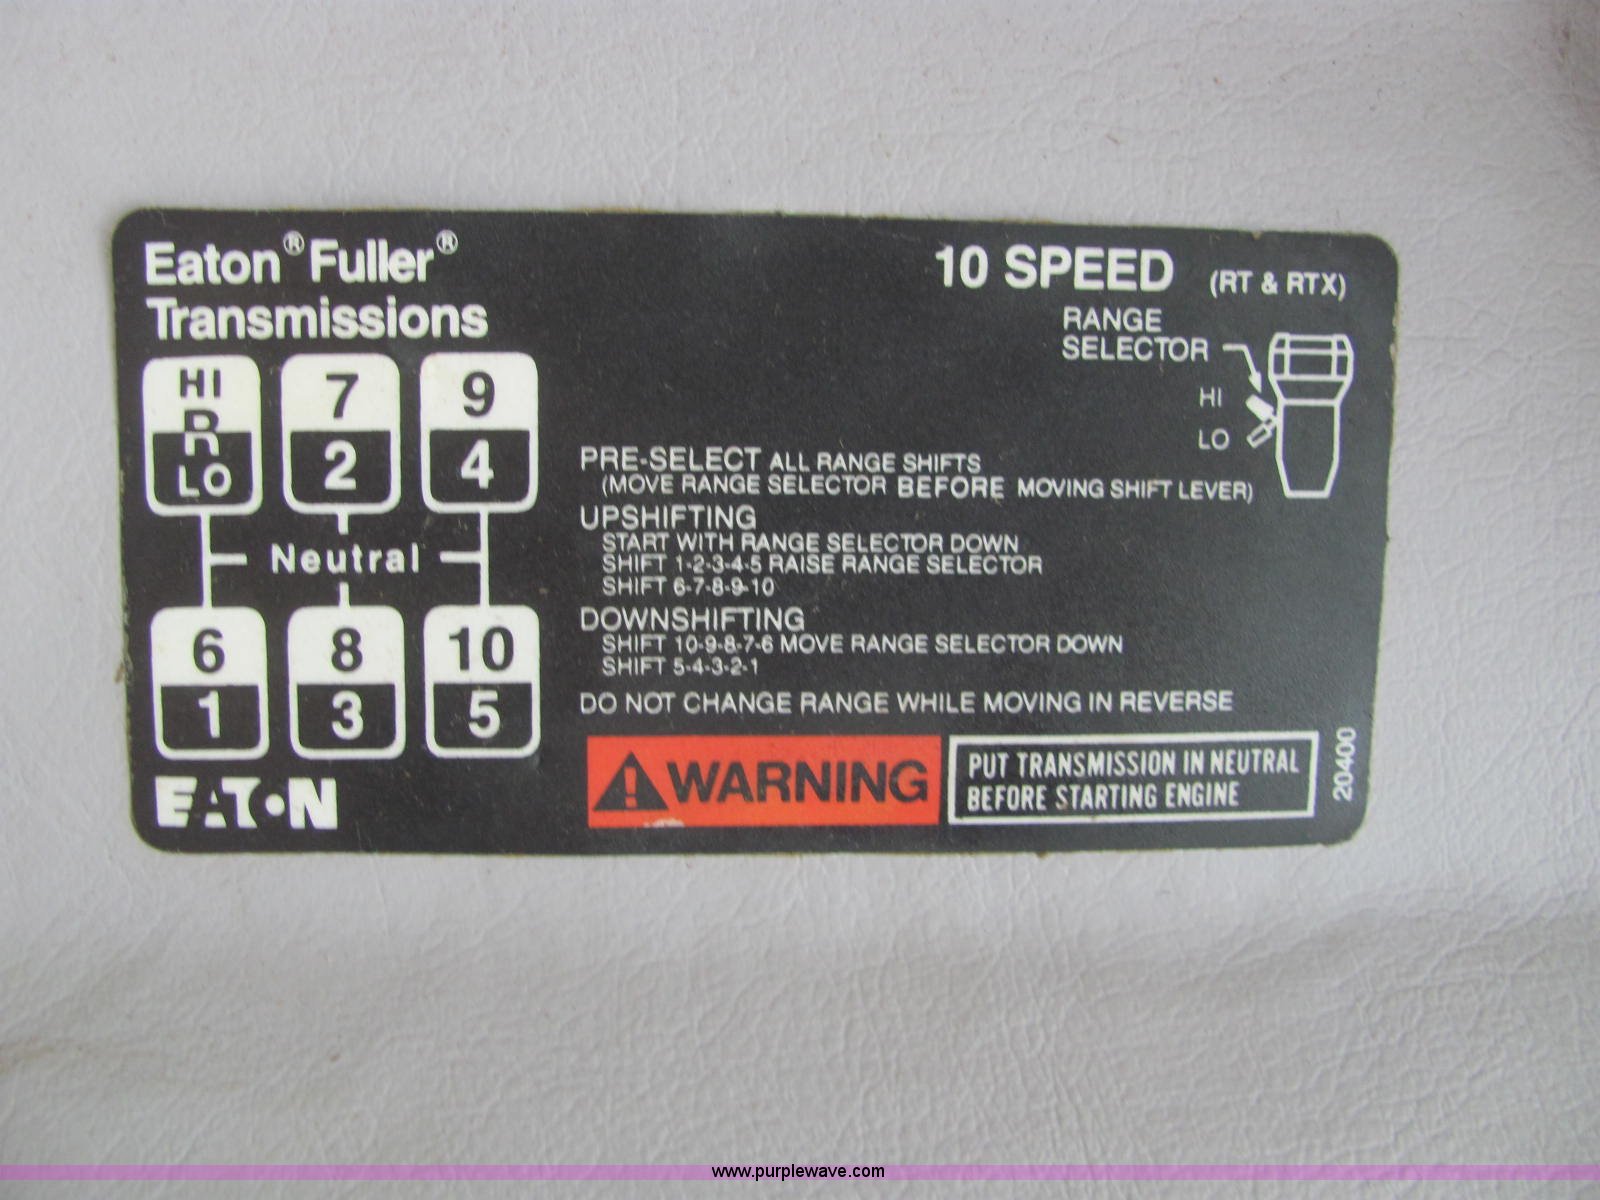 Eaton® Fuller®
Transmissions
10 SPEED (RT & RTX)
RANGE
SELECTOR
HI
LO
HI
R
LO
7
2
9
4
Neutral
6
1
8
3
10
5
PRE-SELECT ALL RANGE SHIFTS
(MOVE RANGE SELECTOR BEFORE MOVING SHIFT LEVER)
UPSHIFTING
START WITH RANGE SELECTOR DOWN
SHIFT 1-2-3-4-5 RAISE RANGE SELECTOR
SHIFT 6-7-8-9-10
DOWNSHIFTING
SHIFT 10-9-8-7-6 MOVE RANGE SELECTOR DOWN
SHIFT 5-4-3-2-1
DO NOT CHANGE RANGE WHILE MOVING IN REVERSE
EATON
WARNING
PUT TRANSMISSION IN NEUTRAL
BEFORE STARTING ENGINE
20400
www.purplewave.com